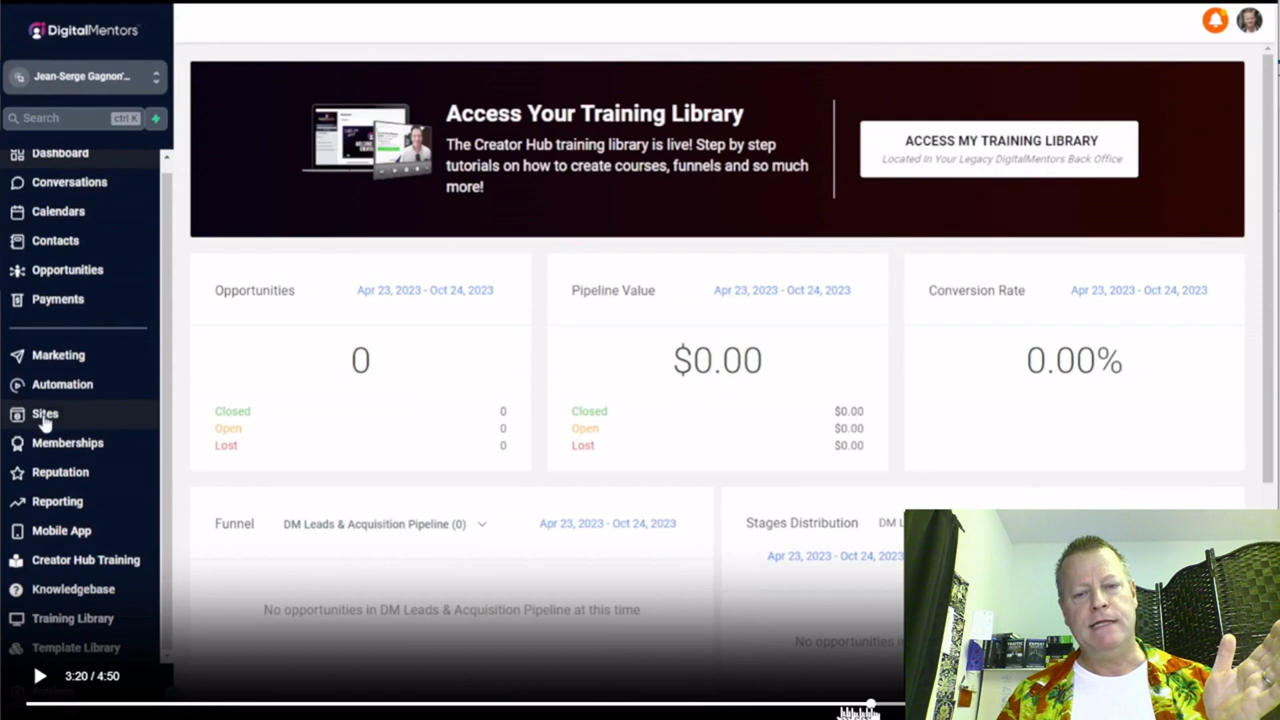 DigitalMentors
Jean-Serge Gagnon'...
Search ctrl K
Dashboard
Conversations
Calendars
Contacts
Opportunities
Payments
Marketing
Automation
Sites
Memberships
Reputation
Reporting
Mobile App
Creator Hub Training
Knowledgebase
Training Library
Template Library
3:20 / 4:50
Access Your Training Library
The Creator Hub training library is live! Step by step
tutorials on how to create courses, funnels and so much
more!
ACCESS MY TRAINING LIBRARY
Located In Your Legacy DigitalMentors Back Office
Opportunities Apr 23, 2023 - Oct 24, 2023
0
Closed 0
Open 0
Lost 0
Pipeline Value Apr 23, 2023 - Oct 24, 2023
$0.00
Closed $0.00
Open $0.00
Lost $0.00
Conversion Rate Apr 23, 2023 - Oct 24, 2023
0.00%
Funnel DM Leads & Acquisition Pipeline (0) Apr 23, 2023 - Oct 24, 2023
No opportunities in DM Leads & Acquisition Pipeline at this time
Stages Distribution DM L
Apr 23, 2023 - Oct 24, 2023
No opportunities in
TRAFFIC
EXPERT